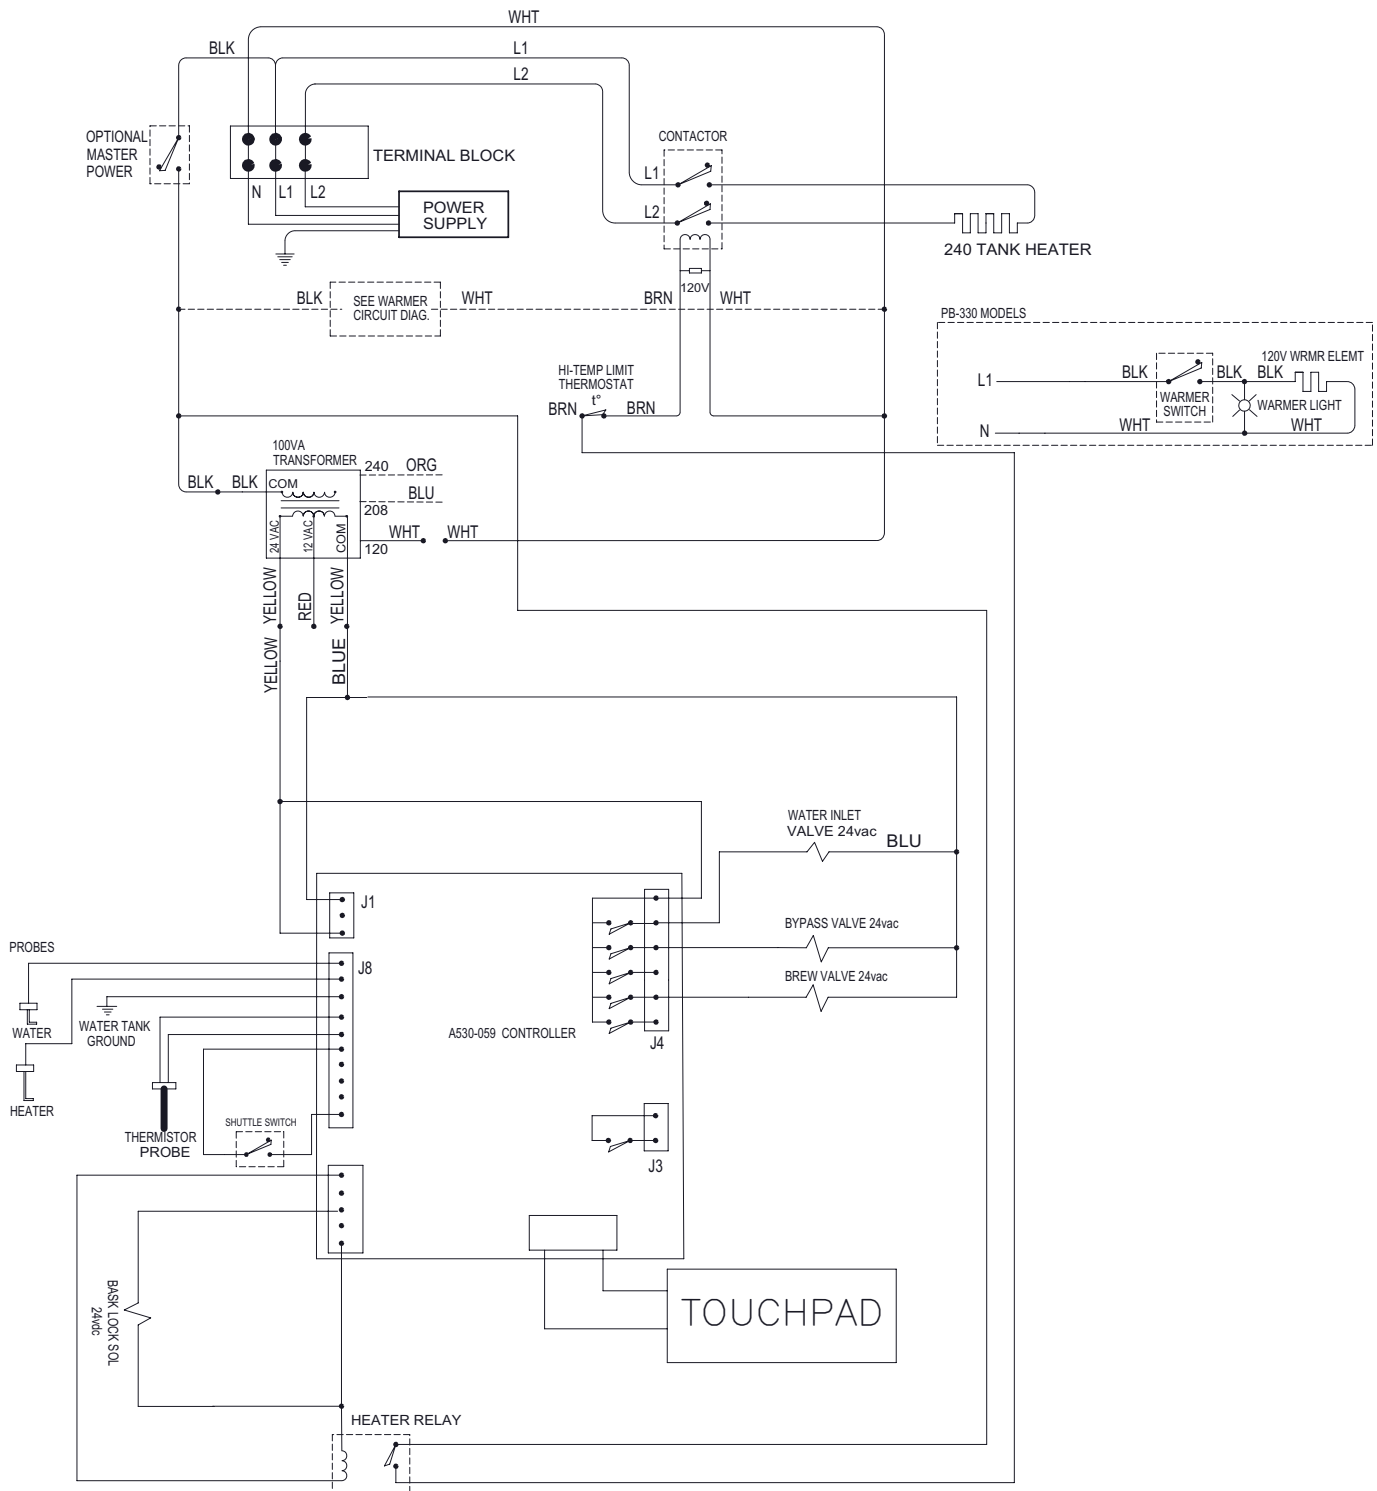 WHT
BLK
L1
L2
OPTIONAL
MASTER
POWER
TERMINAL BLOCK
N
L1
L2
POWER
SUPPLY
CONTACTOR
L1
L2
240 TANK HEATER
BLK
SEE WARMER
CIRCUIT DIAG.
WHT
BRN
120V
WHT
PB-330 MODELS
L1
BLK
WARMER
SWITCH
BLK
BLK
120V WRMR ELEMT
WARMER LIGHT
N
WHT
WHT
HI-TEMP LIMIT
THERMOSTAT
t°
BRN
BRN
100VA
TRANSFORMER
240
ORG
BLU
208
BLK
BLK
COM
24 VAC
12 VAC
COM
WHT
WHT
120
YELLOW
RED
YELLOW
YELLOW
BLUE
WATER INLET
VALVE 24vac
BLU
J1
BYPASS VALVE 24vac
BREW VALVE 24vac
PROBES
J8
WATER
WATER TANK
GROUND
A530-059 CONTROLLER
J4
HEATER
THERMISTOR
PROBE
SHUTTLE SWITCH
J3
BASK LOCK SOL
24vdc
TOUCHPAD
HEATER RELAY